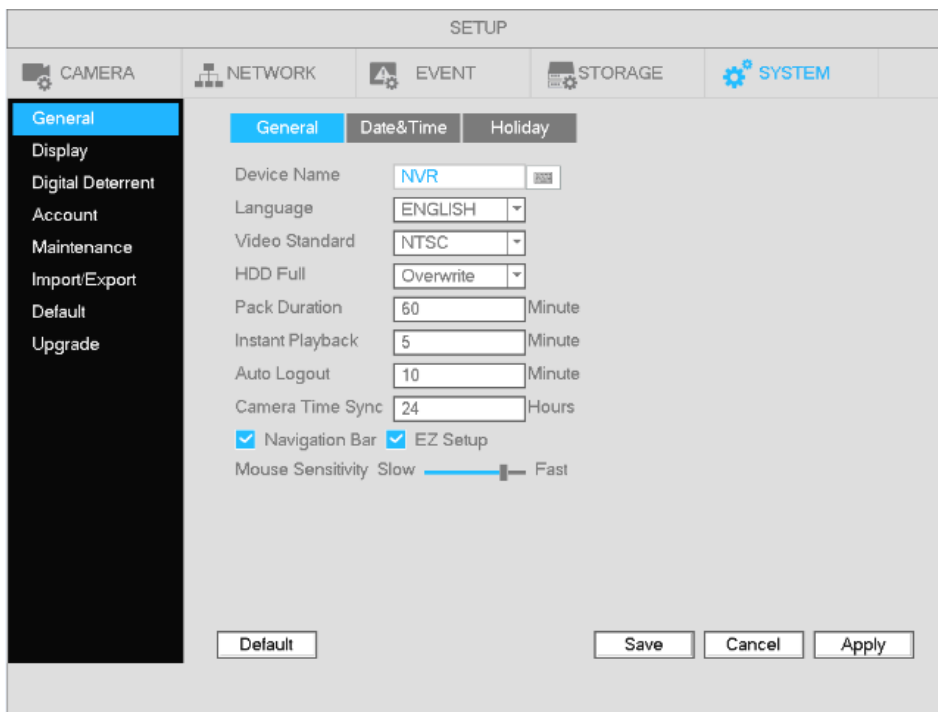 SETUP
CAMERA NETWORK EVENT STORAGE SYSTEM
General
Display
Digital Deterrent
Account
Maintenance
Import/Export
Default
Upgrade
General Date&Time Holiday
Device Name NVR
Language ENGLISH
Video Standard NTSC
HDD Full Overwrite
Pack Duration 60 Minute
Instant Playback 5 Minute
Auto Logout 10 Minute
Camera Time Sync 24 Hours
Navigation Bar EZ Setup
Mouse Sensitivity Slow Fast
Default Save Cancel Apply